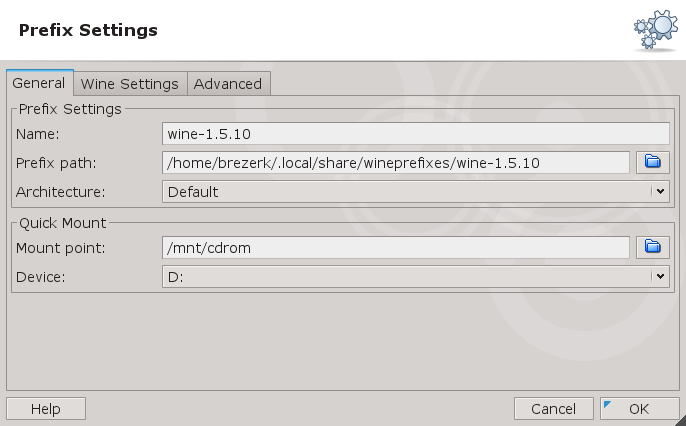 Prefix Settings
General Wine Settings Advanced
Prefix Settings
Name: wine-1.5.10
Prefix path: /home/brezerk/.local/share/wineprefixes/wine-1.5.10
Architecture: Default
Quick Mount
Mount point: /mnt/cdrom
Device: D:
Help Cancel OK